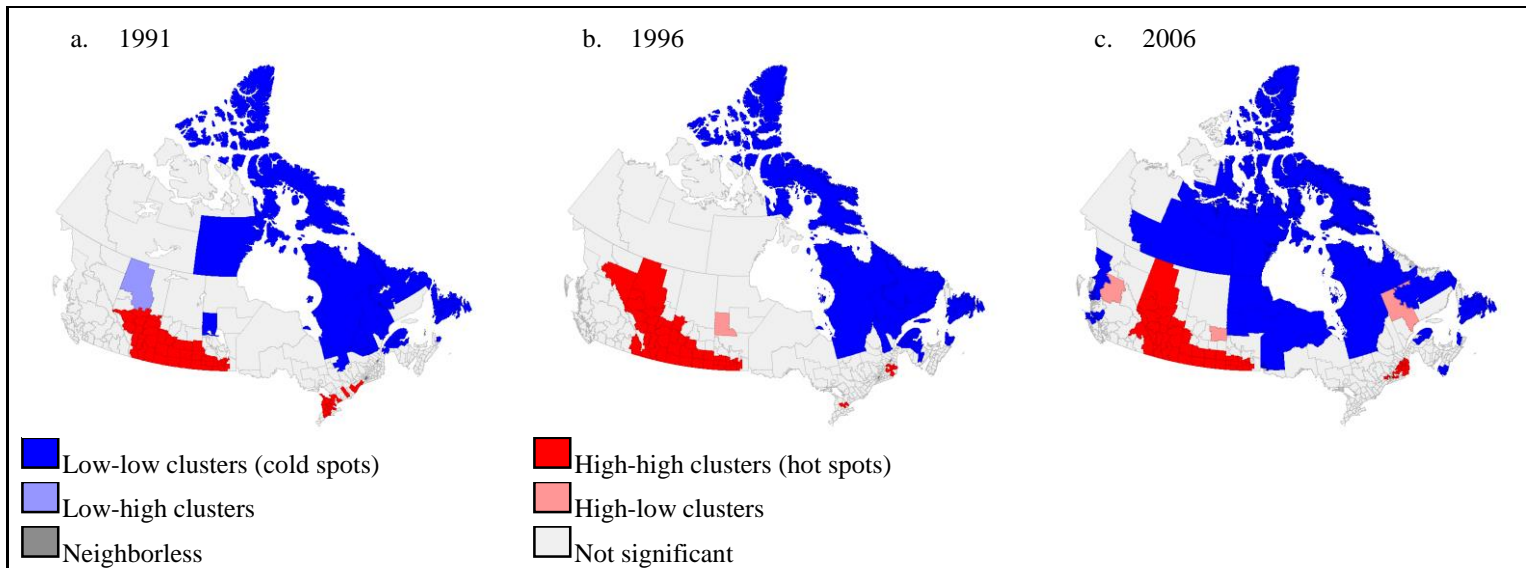 a. 1991
b. 1996
c. 2006
Low-low clusters (cold spots)
High-high clusters (hot spots)
Low-high clusters
High-low clusters
Neighborless
Not significant